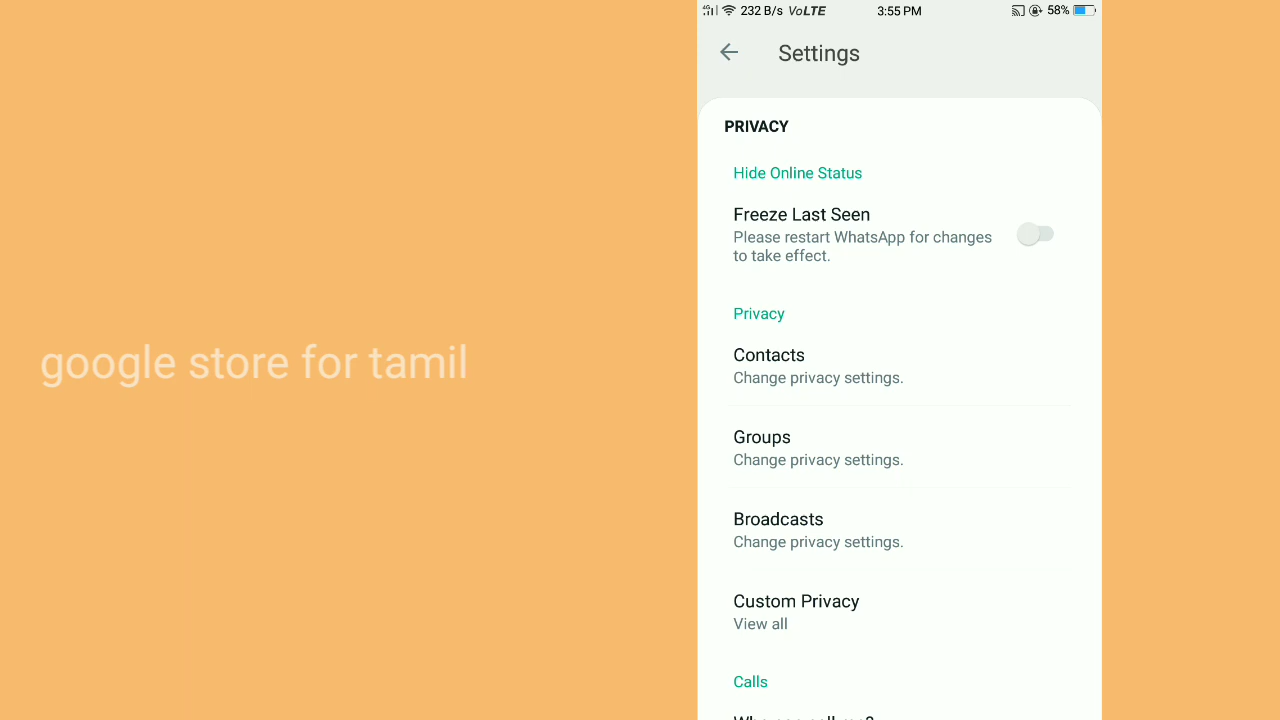 232 B/s VoLTE 3:55 PM 58%
Settings
PRIVACY
Hide Online Status
Freeze Last Seen
Please restart WhatsApp for changes
to take effect.
Privacy
Contacts
Change privacy settings.
google store for tamil
Groups
Change privacy settings.
Broadcasts
Change privacy settings.
Custom Privacy
View all
Calls